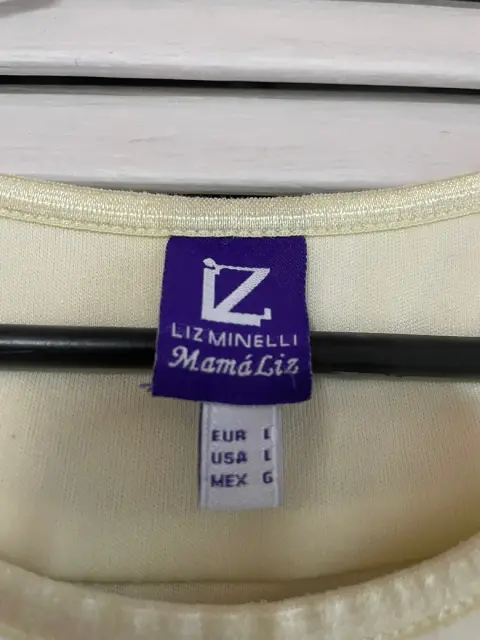 LZ
LIZ MINELLI
MamáLiz
EUR L
USA L
MEX G